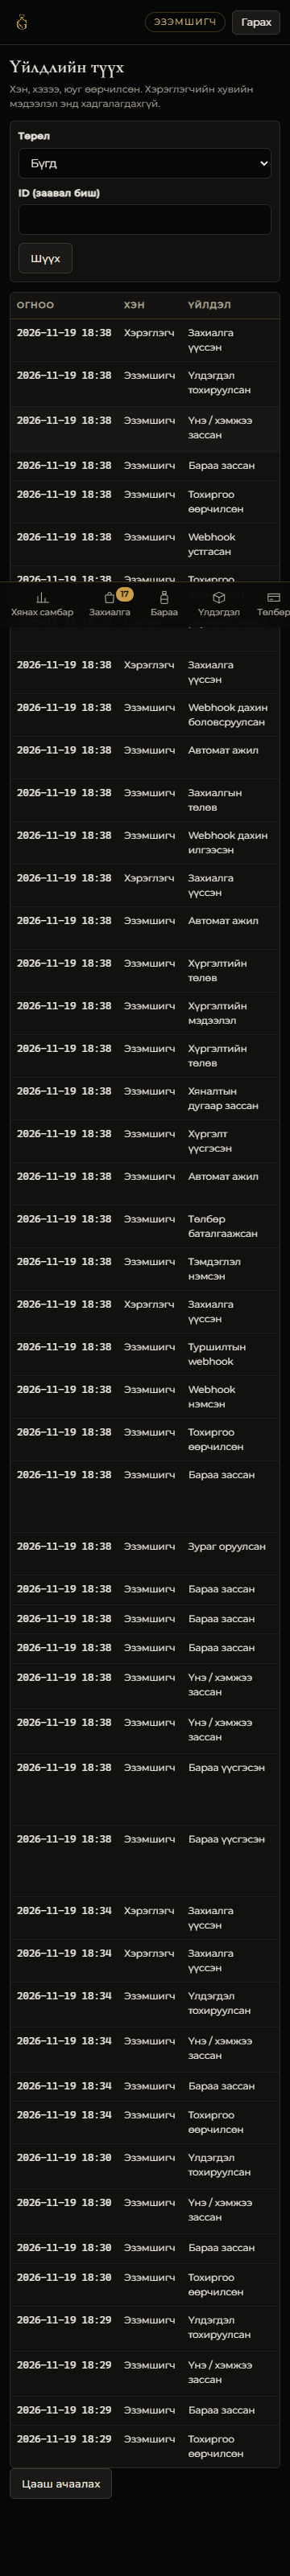 ЭЗЭМШИГЧ
Гарах
Үйлдлийн түүх
Хэн, хэзээ, юуг өөрчилсөн. Хэрэглэгчийн хувийн
мэдээлэл энд хадгалагдахгүй.
Төрөл
Бүгд
ID (заавал биш)
Шүүх
ОГНОО ХЭН ҮЙЛДЭЛ
2026-11-19 18:38 Хэрэглэгч Захиалга
үүссэн
2026-11-19 18:38 Эзэмшигч Үлдэгдэл
тохируулсан
2026-11-19 18:38 Эзэмшигч Үнэ / хэмжээ
зассан
2026-11-19 18:38 Эзэмшигч Бараа зассан
2026-11-19 18:38 Эзэмшигч Тохиргоо
өөрчилсөн
2026-11-19 18:38 Эзэмшигч Webhook
устгасан
2026-11-19 18:38 Эзэмшигч Тохиргоо
17
Хянах самбар Захиалга Бараа Үлдэгдэл Төлбөр
2026-11-19 18:38 Хэрэглэгч Захиалга
үүссэн
2026-11-19 18:38 Эзэмшигч Webhook дахин
боловсруулсан
2026-11-19 18:38 Эзэмшигч Автомат ажил
2026-11-19 18:38 Эзэмшигч Захиалгын
төлөв
2026-11-19 18:38 Эзэмшигч Webhook дахин
илгээсэн
2026-11-19 18:38 Хэрэглэгч Захиалга
үүссэн
2026-11-19 18:38 Эзэмшигч Автомат ажил
2026-11-19 18:38 Эзэмшигч Хүргэлтийн
төлөв
2026-11-19 18:38 Эзэмшигч Хүргэлтийн
мэдээлэл
2026-11-19 18:38 Эзэмшигч Хүргэлтийн
төлөв
2026-11-19 18:38 Эзэмшигч Хяналтын
дугаар зассан
2026-11-19 18:38 Эзэмшигч Хүргэлт
үүсгэсэн
2026-11-19 18:38 Эзэмшигч Автомат ажил
2026-11-19 18:38 Эзэмшигч Төлбөр
баталгаажсан
2026-11-19 18:38 Эзэмшигч Тэмдэглэл
нэмсэн
2026-11-19 18:38 Хэрэглэгч Захиалга
үүссэн
2026-11-19 18:38 Эзэмшигч Туршилтын
webhook
2026-11-19 18:38 Эзэмшигч Webhook
нэмсэн
2026-11-19 18:38 Эзэмшигч Тохиргоо
өөрчилсөн
2026-11-19 18:38 Эзэмшигч Бараа зассан
2026-11-19 18:38 Эзэмшигч Зураг оруулсан
2026-11-19 18:38 Эзэмшигч Бараа зассан
2026-11-19 18:38 Эзэмшигч Бараа зассан
2026-11-19 18:38 Эзэмшигч Бараа зассан
2026-11-19 18:38 Эзэмшигч Үнэ / хэмжээ
зассан
2026-11-19 18:38 Эзэмшигч Үнэ / хэмжээ
зассан
2026-11-19 18:38 Эзэмшигч Бараа үүсгэсэн
2026-11-19 18:38 Эзэмшигч Бараа үүсгэсэн
2026-11-19 18:34 Хэрэглэгч Захиалга
үүссэн
2026-11-19 18:34 Хэрэглэгч Захиалга
үүссэн
2026-11-19 18:34 Эзэмшигч Үлдэгдэл
тохируулсан
2026-11-19 18:34 Эзэмшигч Үнэ / хэмжээ
зассан
2026-11-19 18:34 Эзэмшигч Бараа зассан
2026-11-19 18:34 Эзэмшигч Тохиргоо
өөрчилсөн
2026-11-19 18:30 Эзэмшигч Үлдэгдэл
тохируулсан
2026-11-19 18:30 Эзэмшигч Үнэ / хэмжээ
зассан
2026-11-19 18:30 Эзэмшигч Бараа зассан
2026-11-19 18:30 Эзэмшигч Тохиргоо
өөрчилсөн
2026-11-19 18:29 Эзэмшигч Үлдэгдэл
тохируулсан
2026-11-19 18:29 Эзэмшигч Үнэ / хэмжээ
зассан
2026-11-19 18:29 Эзэмшигч Бараа зассан
2026-11-19 18:29 Эзэмшигч Тохиргоо
өөрчилсөн
Цааш ачаалах